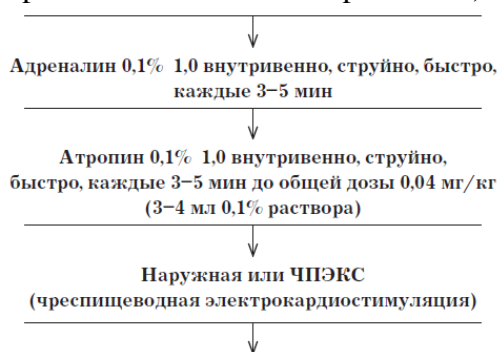 Адреналин 0,1% 1,0 внутривенно, струйно, быстро,
каждые 3–5 мин
Атропин 0,1% 1,0 внутривенно, струйно,
быстро, каждые 3–5 мин до общей дозы 0,04 мг/кг
(3–4 мл 0,1% раствора)
Наружная или ЧПЭКС
(чреспищеводная электрокардиостимуляция)